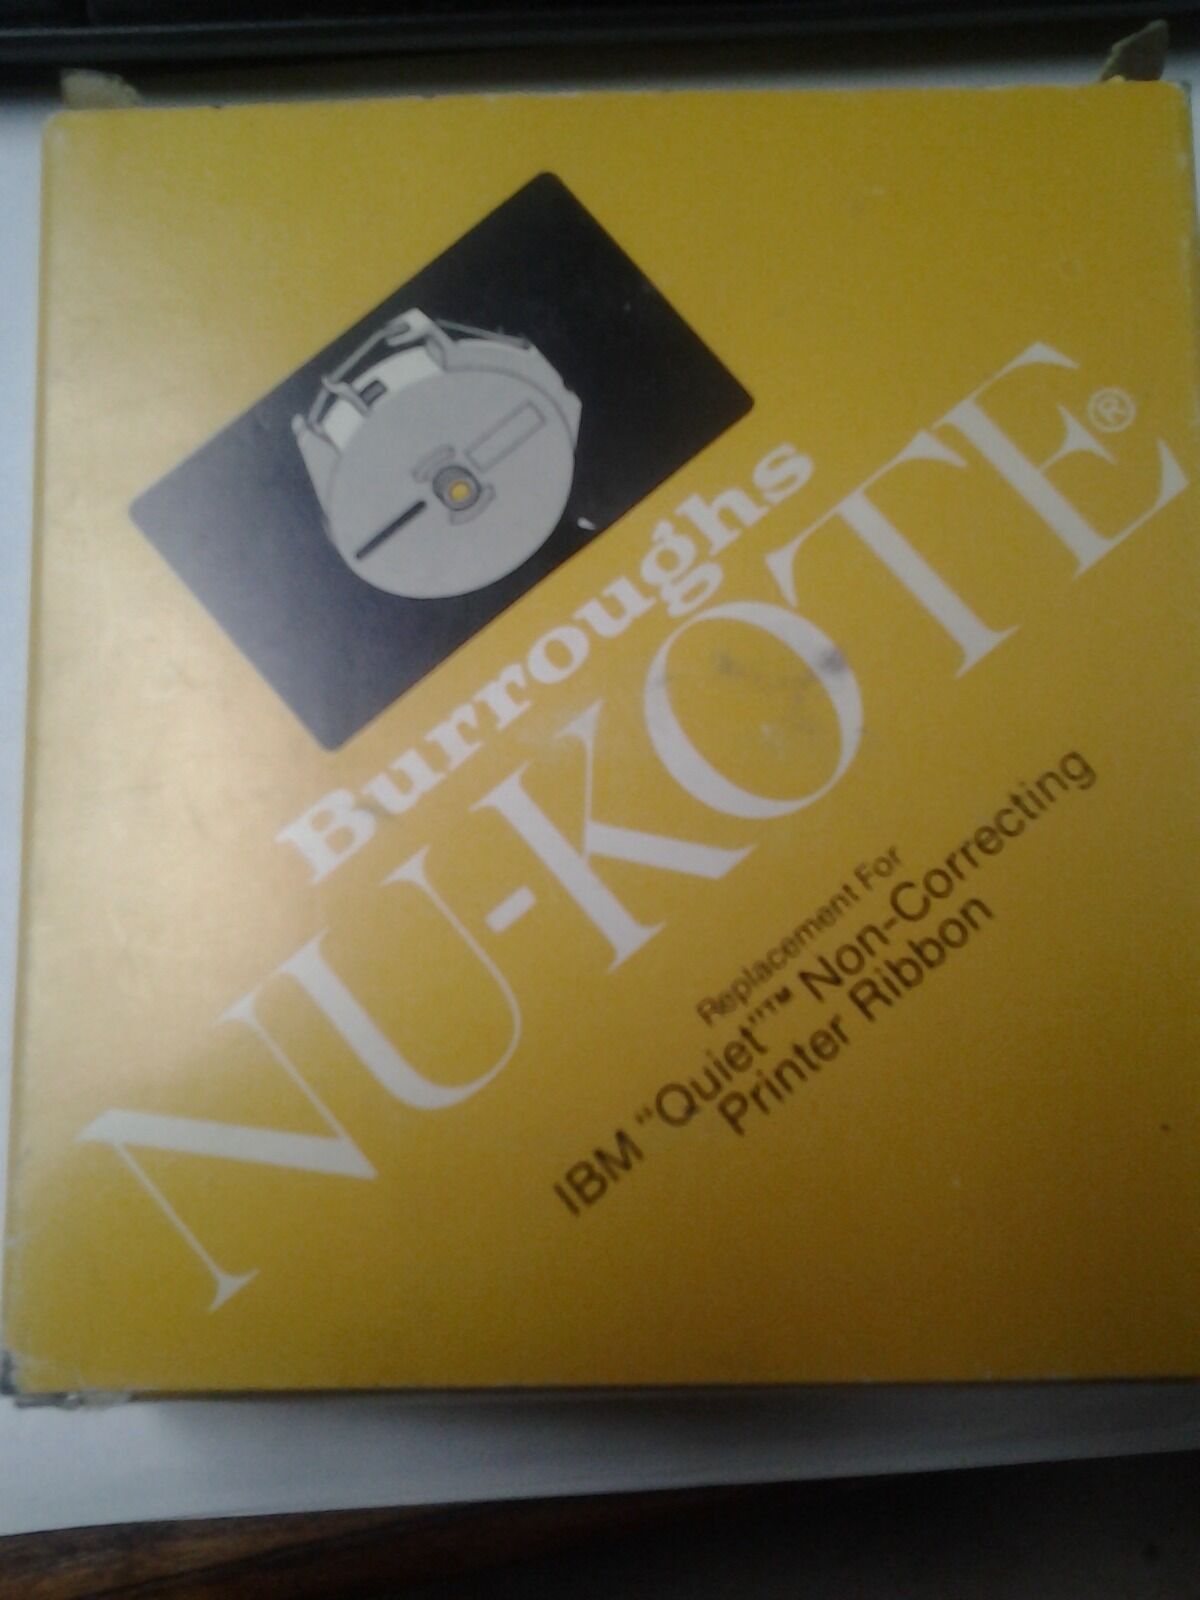 Burroughs
NU-KOTE®
Replacement For
IBM "Quiet"™ Non-Correcting
Printer Ribbon